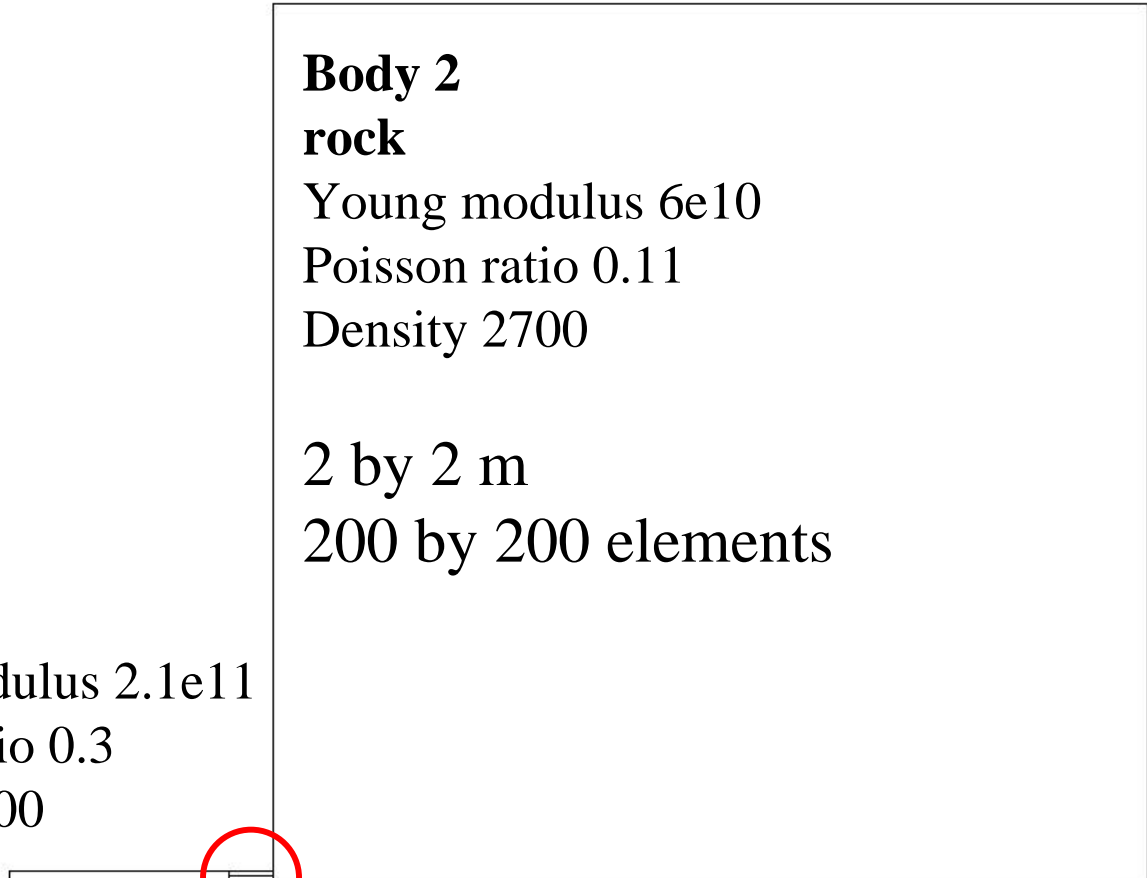 Body 2
rock
Young modulus 6e10
Poisson ratio 0.11
Density 2700
2 by 2 m
200 by 200 elements
dulus 2.1e11
io 0.3
00